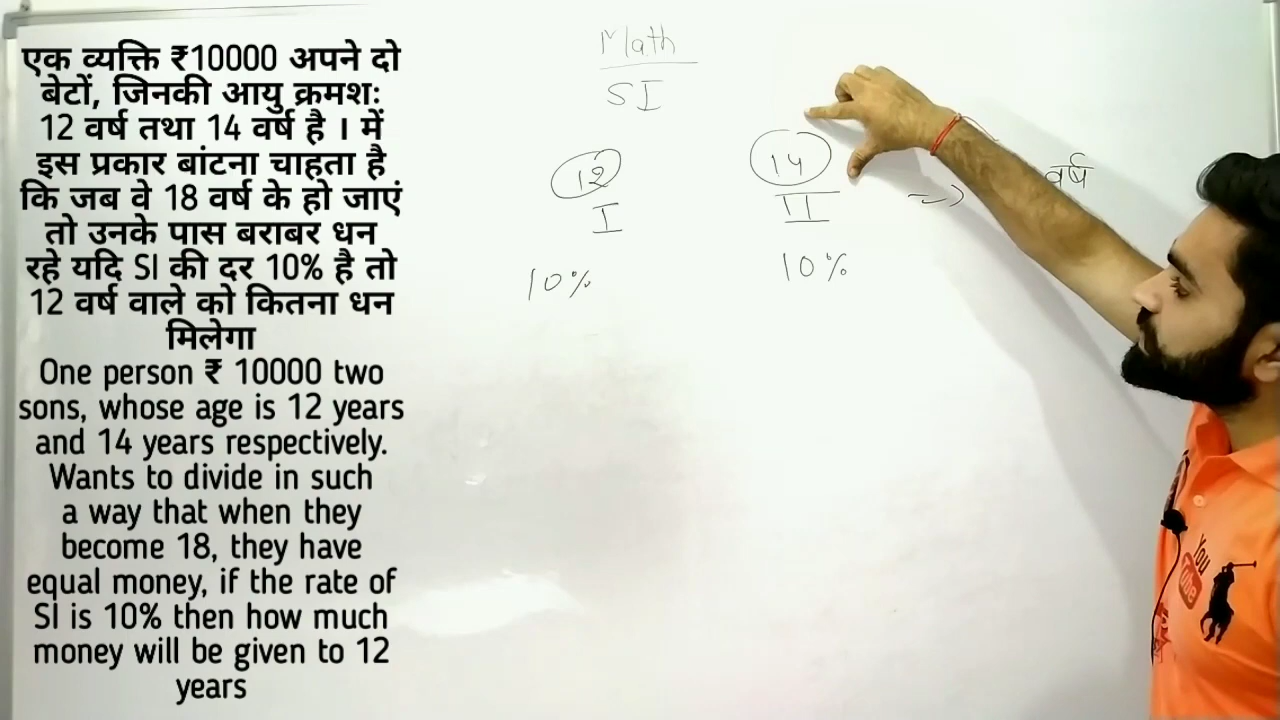 एक व्यक्ति ₹10000 अपने दो
बेटों, जिनकी आयु क्रमशः
12 वर्ष तथा 14 वर्ष है । में
इस प्रकार बांटना चाहता है
कि जब वे 18 वर्ष के हो जाएं
तो उनके पास बराबर धन
रहे यदि SI की दर 10% है तो
12 वर्ष वाले को कितना धन
मिलेगा
One person ₹ 10000 two
sons, whose age is 12 years
and 14 years respectively.
Wants to divide in such
a way that when they
become 18, they have
equal money, if the rate of
SI is 10% then how much
money will be given to 12
years
Math
SI
12
I
10%
14
II
10%
वर्ष
You
Tube